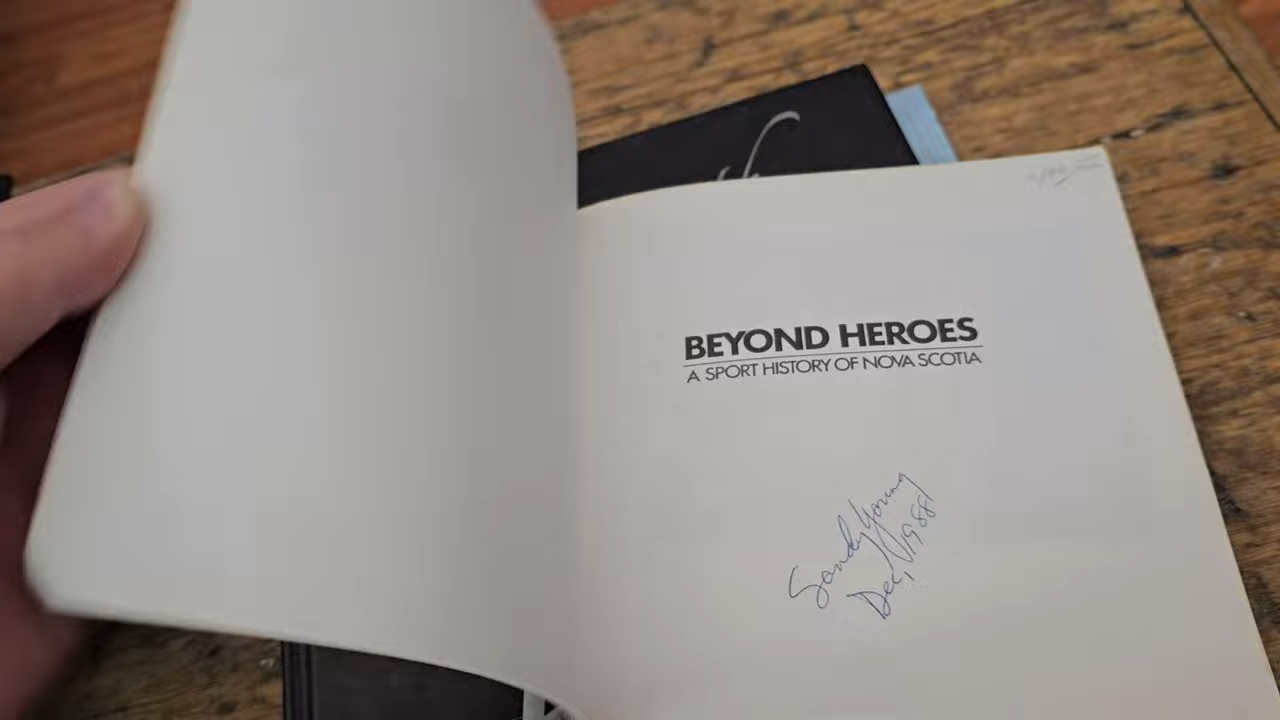 BEYOND HEROES
A SPORT HISTORY OF NOVA SCOTIA
Sandy Young
Dec, 1988